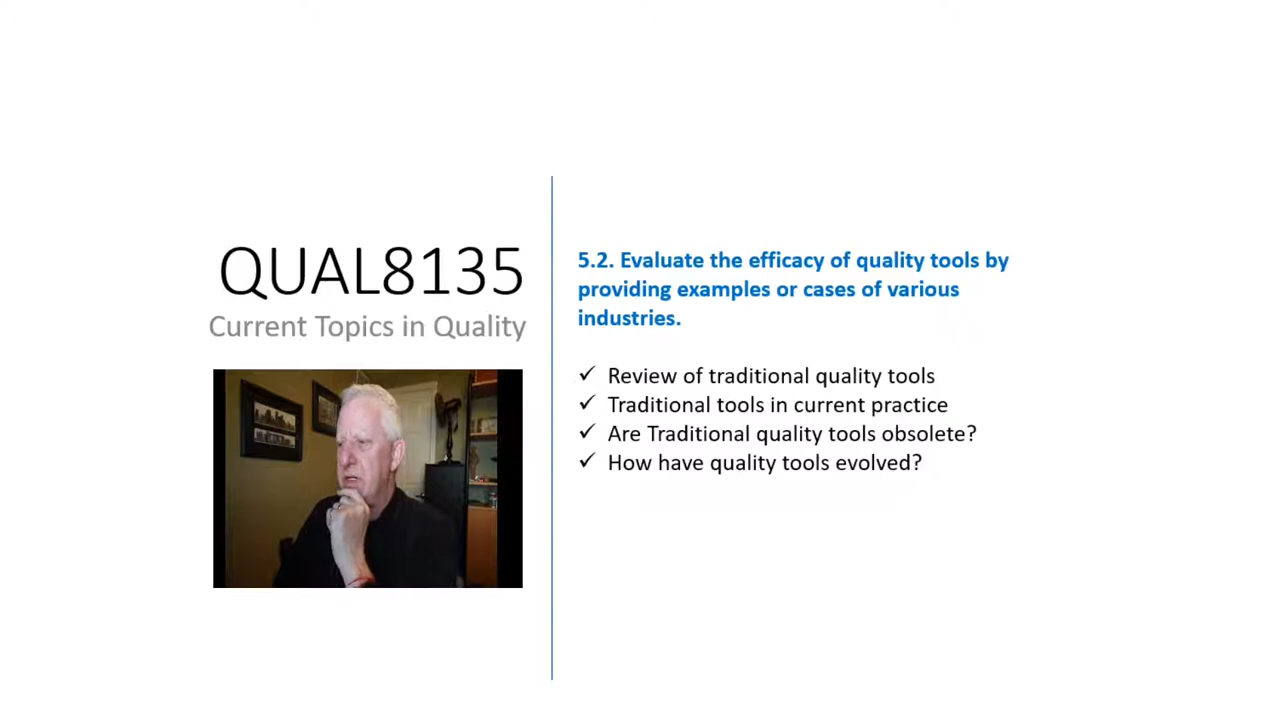 QUAL8135
Current Topics in Quality
5.2. Evaluate the efficacy of quality tools by
providing examples or cases of various
industries.
✓ Review of traditional quality tools
✓ Traditional tools in current practice
✓ Are Traditional quality tools obsolete?
✓ How have quality tools evolved?